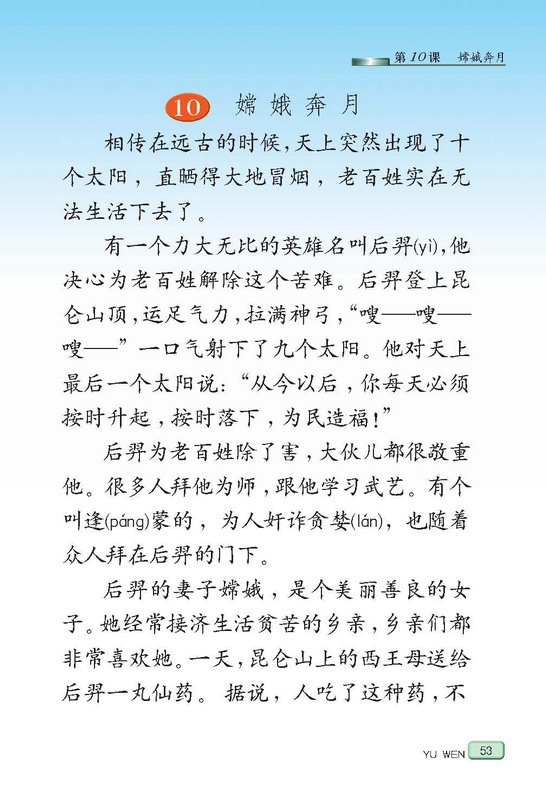 第10课 嫦娥奔月
10 嫦娥奔月
相传在远古的时候，天上突然出现了十
个太阳，直晒得大地冒烟，老百姓实在无
法生活下去了。
有一个力大无比的英雄名叫后羿(yì)，他
决心为老百姓解除这个苦难。后羿登上昆
仑山顶，运足气力，拉满神弓，“嗖——嗖——
嗖——”一口气射下了九个太阳。他对天上
最后一个太阳说：“从今以后，你每天必须
按时升起，按时落下，为民造福！”
后羿为老百姓除了害，大伙儿都很敬重
他。很多人拜他为师，跟他学习武艺。有个
叫逢(páng)蒙的，为人奸诈贪婪(lán)，也随着
众人拜在后羿的门下。
后羿的妻子嫦娥，是个美丽善良的女
子。她经常接济生活贫苦的乡亲，乡亲们都
非常喜欢她。一天，昆仑山上的西王母送给
后羿一丸仙药。据说，人吃了这种药，不
YU WEN 53